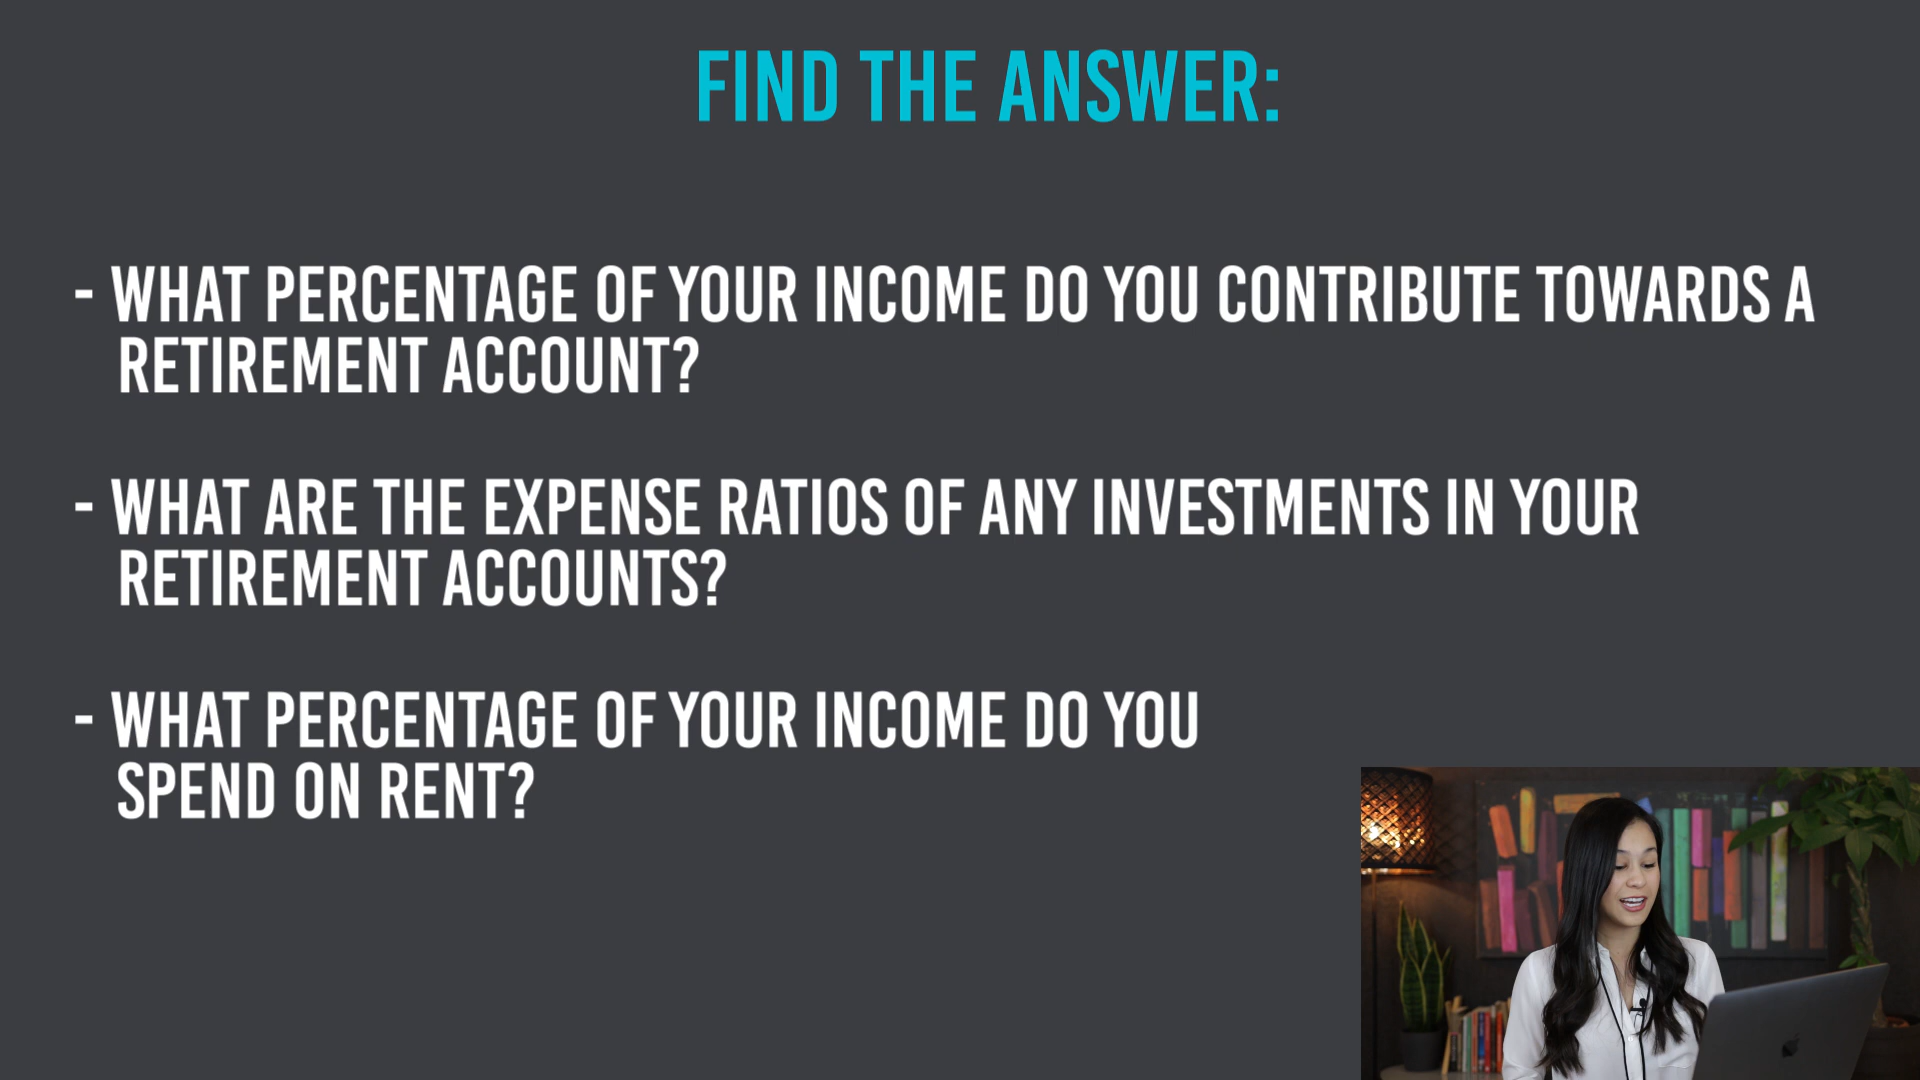 FIND THE ANSWER:
- WHAT PERCENTAGE OF YOUR INCOME DO YOU CONTRIBUTE TOWARDS A
RETIREMENT ACCOUNT?
- WHAT ARE THE EXPENSE RATIOS OF ANY INVESTMENTS IN YOUR
RETIREMENT ACCOUNTS?
- WHAT PERCENTAGE OF YOUR INCOME DO YOU
SPEND ON RENT?